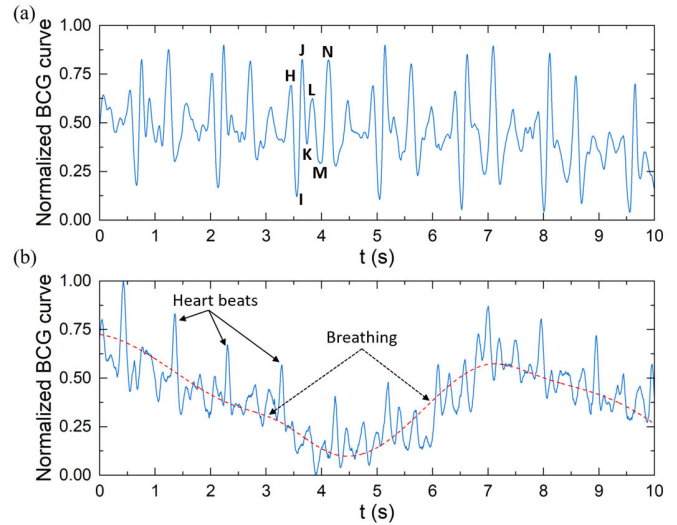 (a)
Normalized BCG curve
1.00
0.75
0.50
0.25
0.00
H
J
N
L
K
M
I
0 1 2 3 4 5 6 7 8 9 10
t (s)
(b)
Normalized BCG curve
1.00
0.75
0.50
0.25
0.00
Heart beats
Breathing
0 1 2 3 4 5 6 7 8 9 10
t (s)